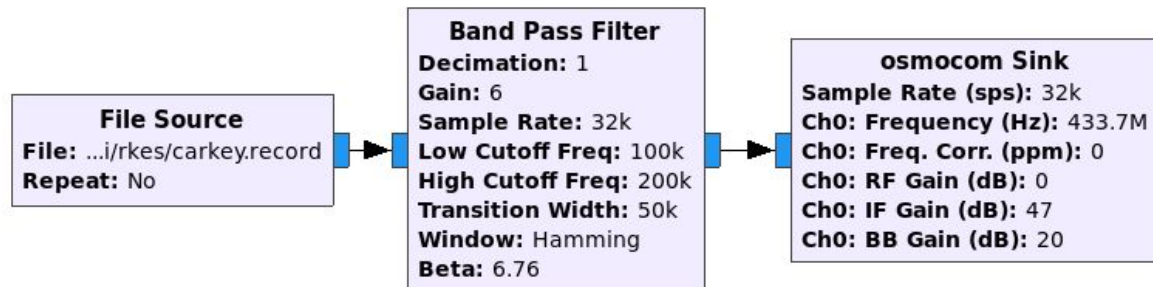 File Source
File: ...i/rkes/carkey.record
Repeat: No
Band Pass Filter
Decimation: 1
Gain: 6
Sample Rate: 32k
Low Cutoff Freq: 100k
High Cutoff Freq: 200k
Transition Width: 50k
Window: Hamming
Beta: 6.76
osmocom Sink
Sample Rate (sps): 32k
Ch0: Frequency (Hz): 433.7M
Ch0: Freq. Corr. (ppm): 0
Ch0: RF Gain (dB): 0
Ch0: IF Gain (dB): 47
Ch0: BB Gain (dB): 20